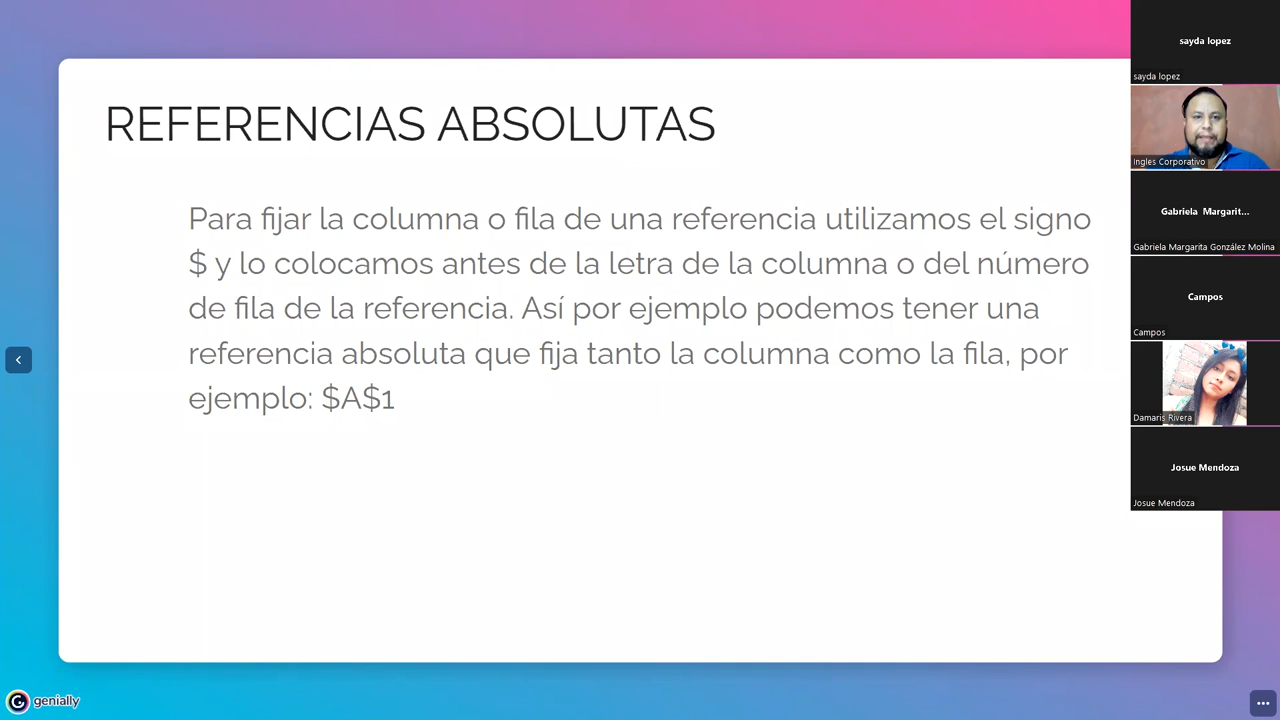 REFERENCIAS ABSOLUTAS
Para fijar la columna o fila de una referencia utilizamos el signo
$ y lo colocamos antes de la letra de la columna o del número
de fila de la referencia. Así por ejemplo podemos tener una
referencia absoluta que fija tanto la columna como la fila, por
ejemplo: $A$1
sayda lopez
sayda lopez
Ingles Corporativo
Gabriela Margarit...
Gabriela Margarita González Molina
Campos
Campos
Damaris Rivera
Josue Mendoza
Josue Mendoza
genially